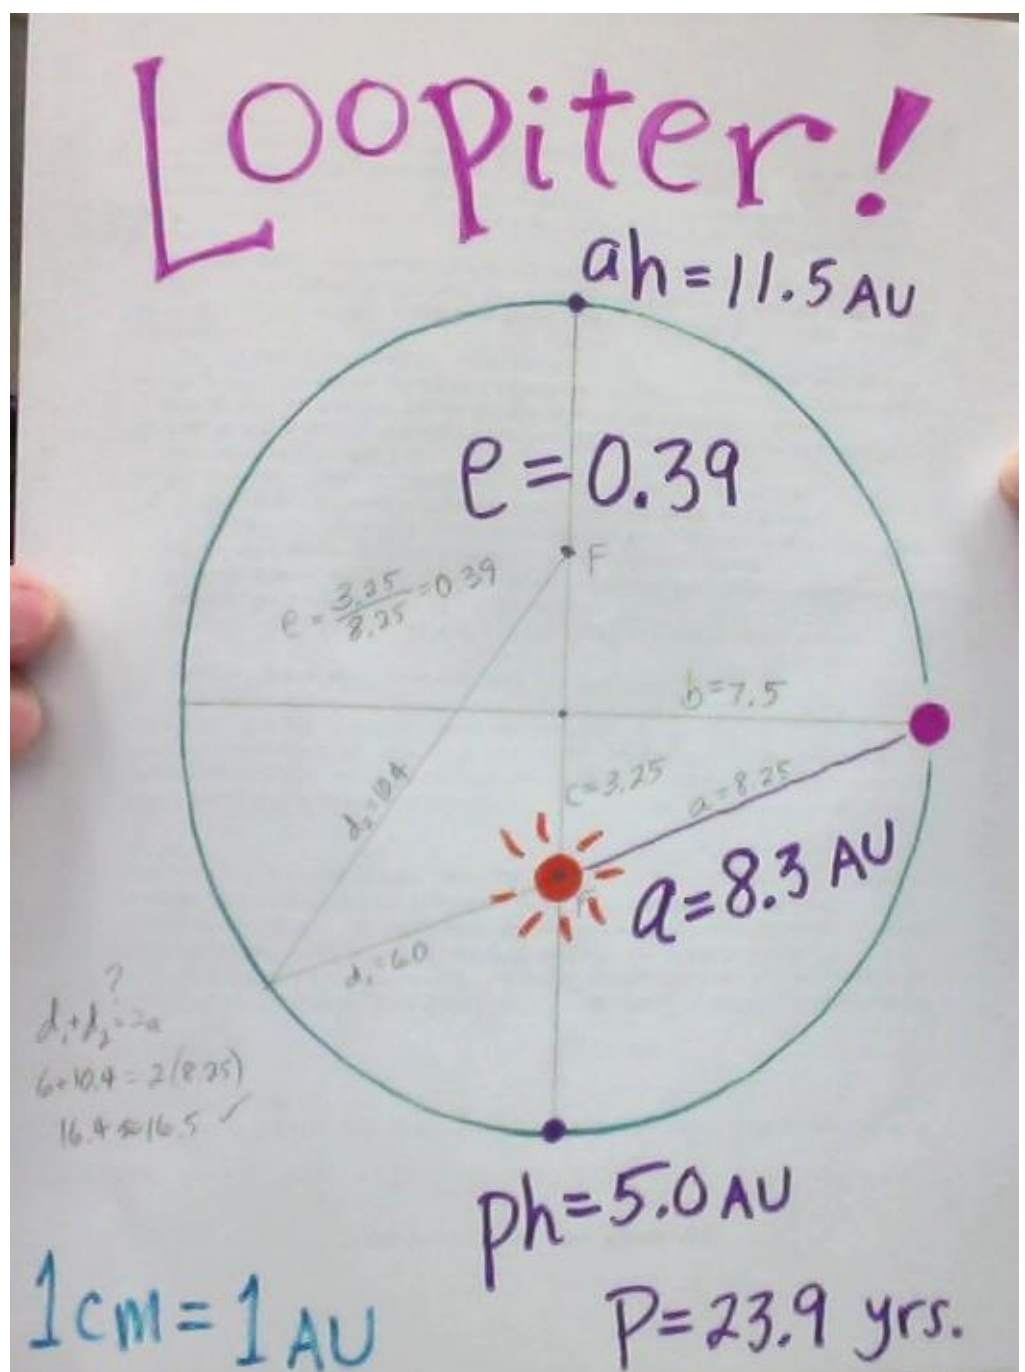 Loopiter!
ah = 11.5 AU
e = 0.39
F
e = 3.25/8.25 = 0.39
b = 7.5
d₂ = 10.4
c = 3.25
a = 8.25
a = 8.3 AU
d₁ = 6.0
?
d₁ + d₂ = 2a
6 + 10.4 = 2(8.25)
16.4 ≈ 16.5 ✓
ph = 5.0 AU
1cm = 1 AU
P = 23.9 yrs.